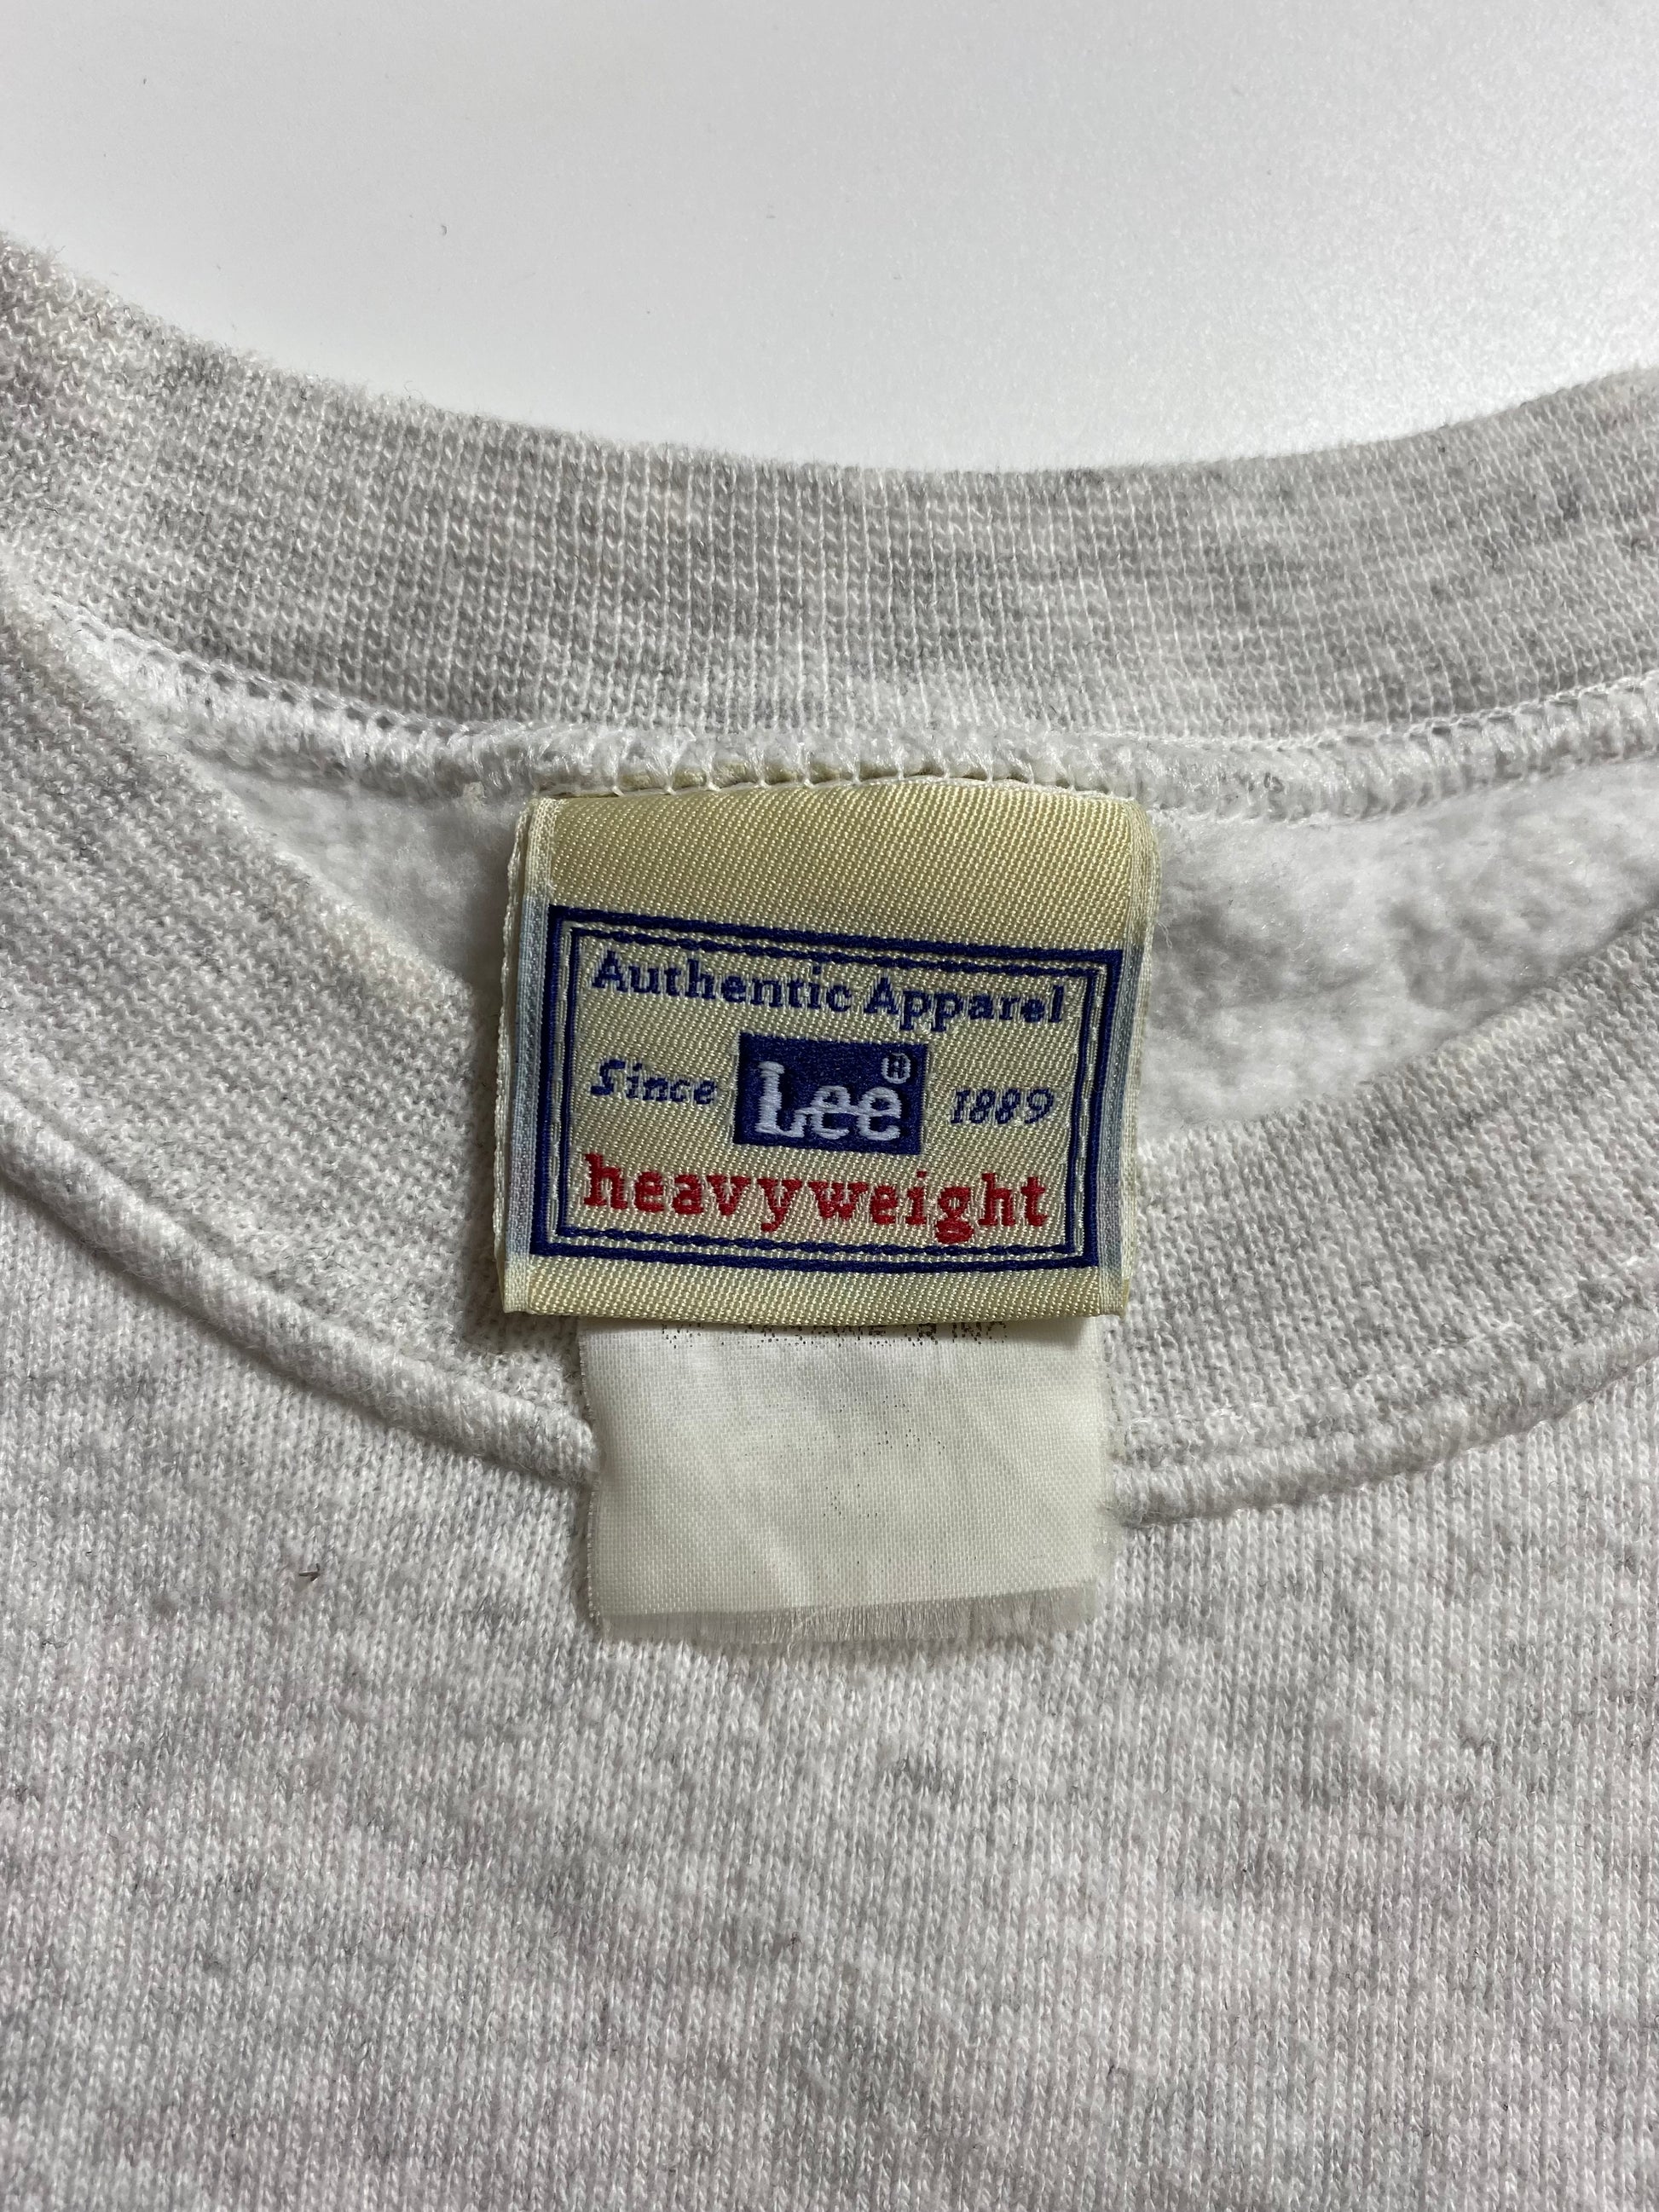 Authentic Apparel
Since Lee® 1889
heavyweight